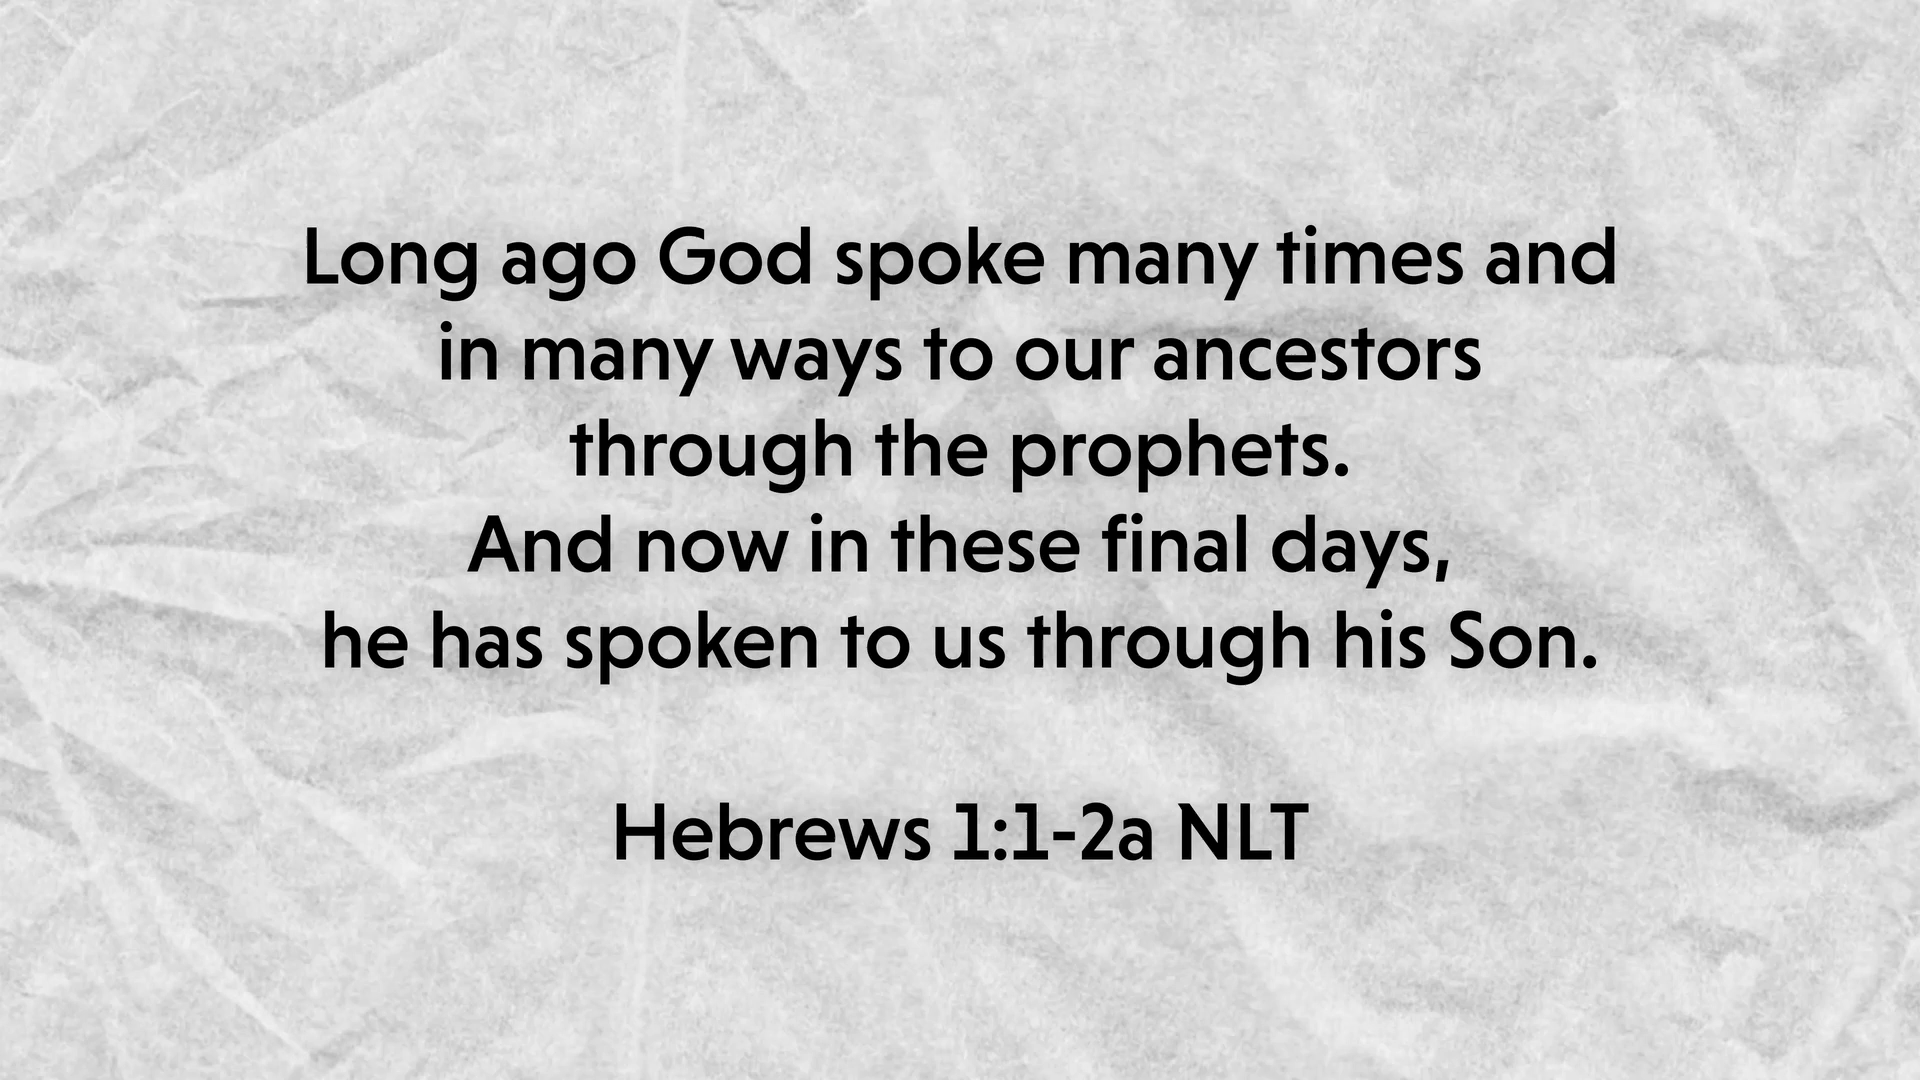 Long ago God spoke many times and
in many ways to our ancestors
through the prophets.
And now in these final days,
he has spoken to us through his Son.
Hebrews 1:1-2a NLT